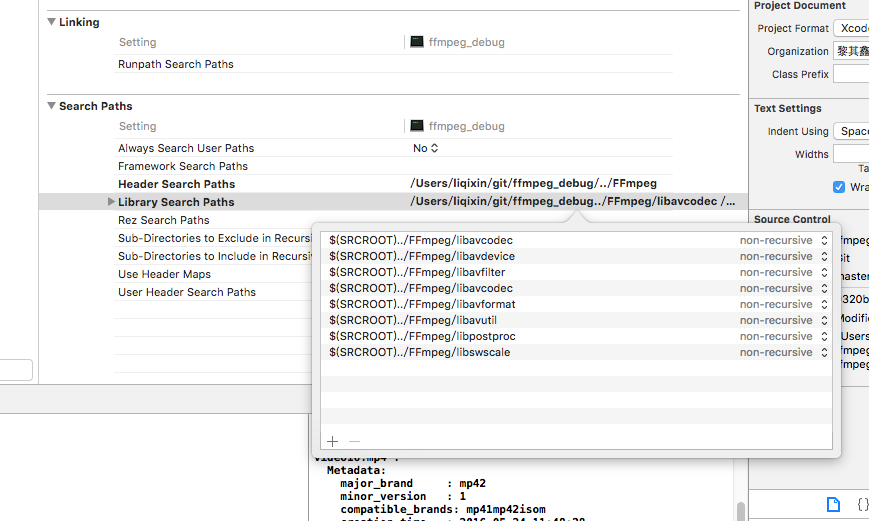 Linking
Setting ffmpeg_debug
Runpath Search Paths
Search Paths
Setting ffmpeg_debug
Always Search User Paths No
Framework Search Paths
Header Search Paths /Users/liqixin/git/ffmpeg_debug/../FFmpeg
Library Search Paths /Users/liqixin/git/ffmpeg_debug../FFmpeg/libavcodec /...
Rez Search Paths
Sub-Directories to Exclude in Recursi
Sub-Directories to Include in Recursiv
Use Header Maps
User Header Search Paths
$(SRCROOT)../FFmpeg/libavcodec non-recursive
$(SRCROOT)../FFmpeg/libavdevice non-recursive
$(SRCROOT)../FFmpeg/libavfilter non-recursive
$(SRCROOT)../FFmpeg/libavcodec non-recursive
$(SRCROOT)../FFmpeg/libavformat non-recursive
$(SRCROOT)../FFmpeg/libavutil non-recursive
$(SRCROOT)../FFmpeg/libpostproc non-recursive
$(SRCROOT)../FFmpeg/libswscale non-recursive
Metadata:
major_brand : mp42
minor_version : 1
compatible_brands: mp41mp42isom
Project Document
Project Format Xcod
Organization 黎其鑫
Class Prefix
Text Settings
Indent Using Spac
Widths
Ta
Wra
Source Control
ffmpeg
Git
master
320b
Modifi
Users
ffmpeg
ffmpeg
{}